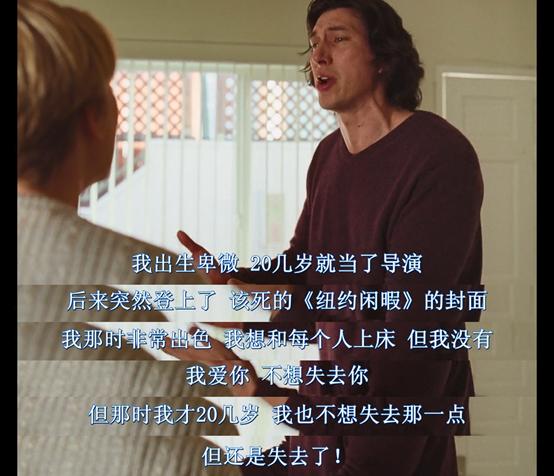 我出生卑微 20几岁就当了导演
后来突然登上了 该死的《纽约闲暇》的封面
我那时非常出色 我想和每个人上床 但我没有
我爱你 不想失去你
但那时我才20几岁 我也不想失去那一点
但还是失去了!